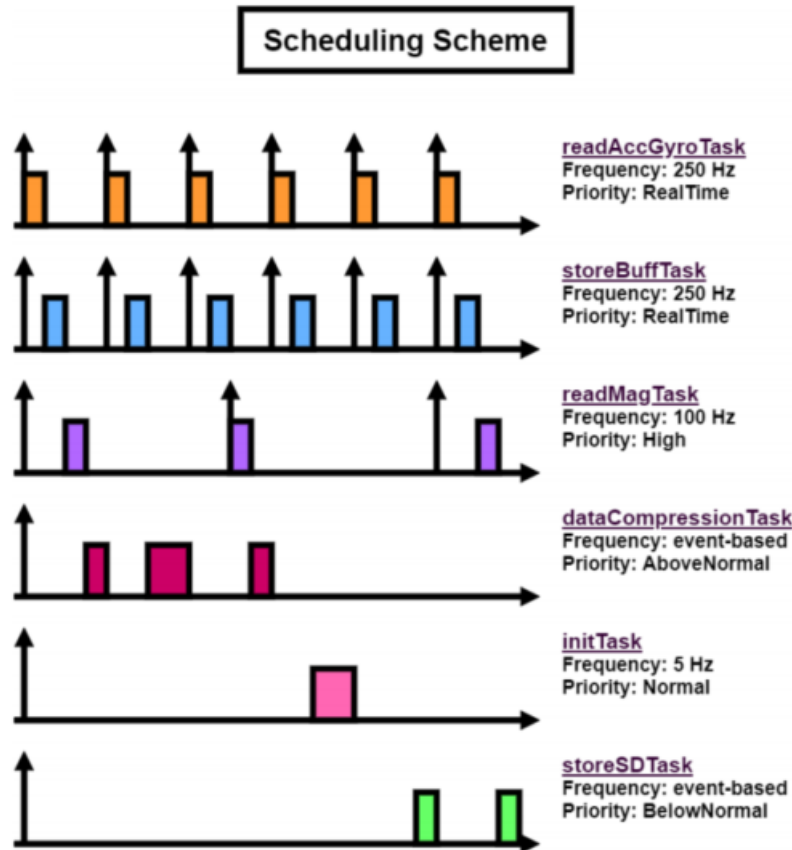 Scheduling Scheme
readAccGyroTask
Frequency: 250 Hz
Priority: RealTime
storeBuffTask
Frequency: 250 Hz
Priority: RealTime
readMagTask
Frequency: 100 Hz
Priority: High
dataCompressionTask
Frequency: event-based
Priority: AboveNormal
initTask
Frequency: 5 Hz
Priority: Normal
storeSDTask
Frequency: event-based
Priority: BelowNormal